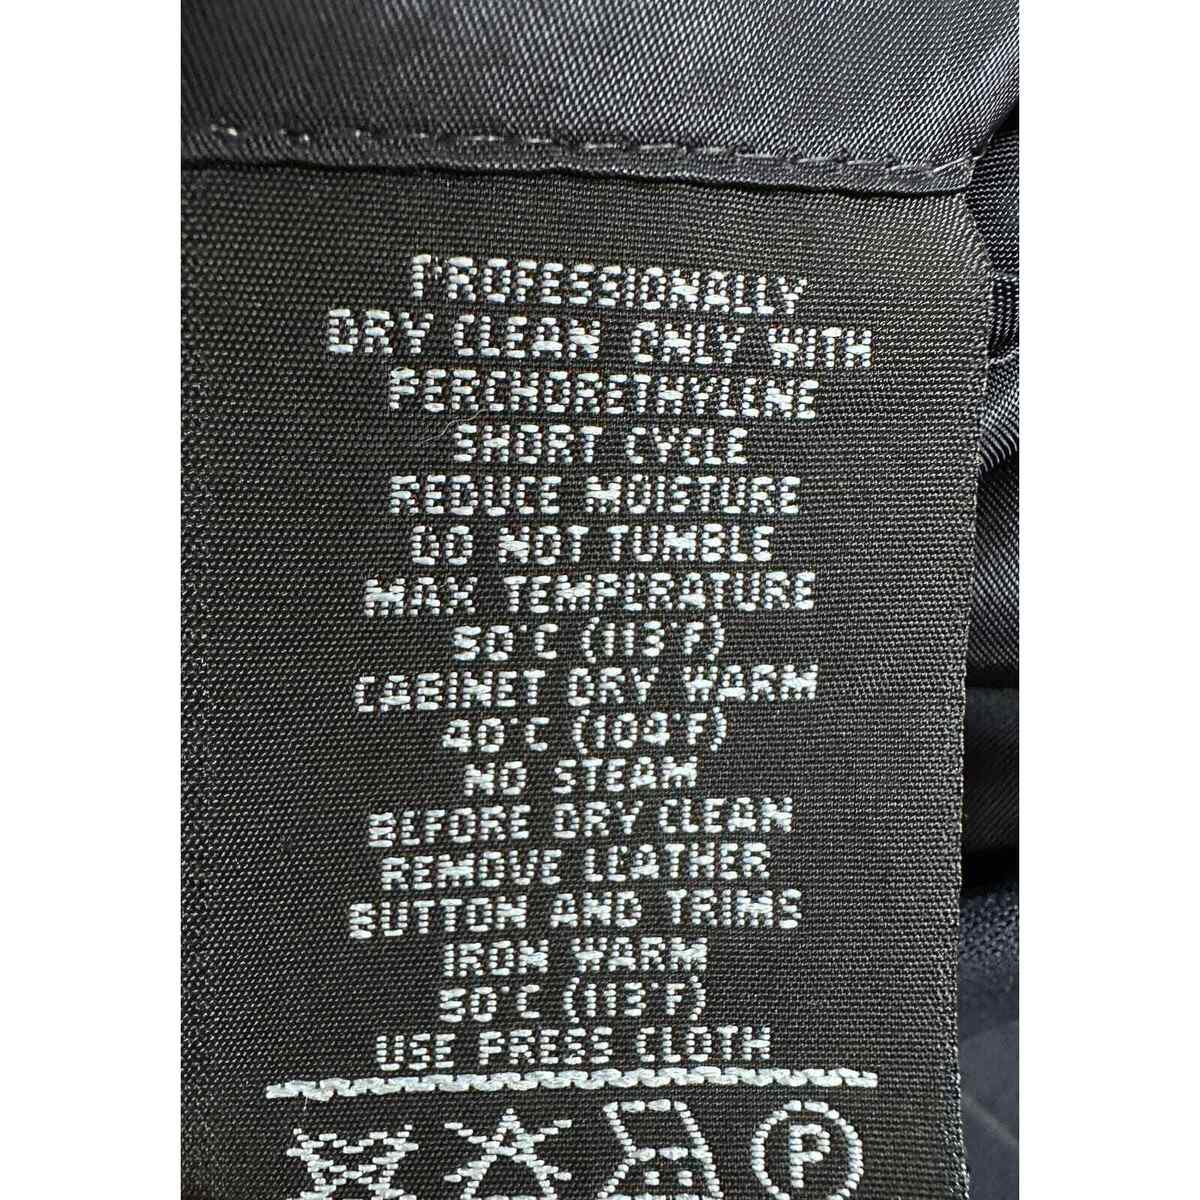 PROFESSIONALLY
DRY CLEAN ONLY WITH
PERCHORETHYLENE
SHORT CYCLE
REDUCE MOISTURE
DO NOT TUMBLE
MAX TEMPERATURE
50°C (113°F)
CABINET DRY WARM
40°C (104°F)
NO STEAM
BEFORE DRY CLEAN
REMOVE LEATHER
BUTTON AND TRIMS
IRON WARM
50°C (113°F)
USE PRESS CLOTH
P